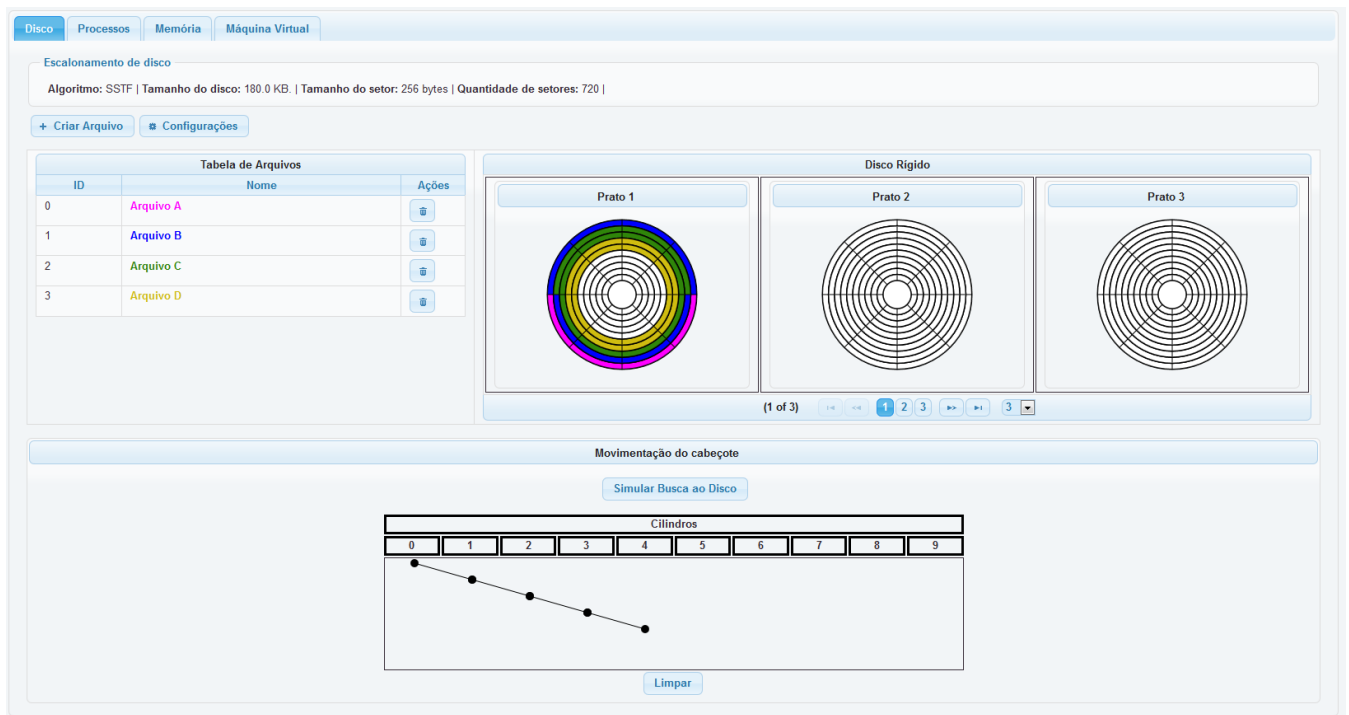 Disco Processos Memória Máquina Virtual
Escalonamento de disco
Algoritmo: SSTF | Tamanho do disco: 180.0 KB. | Tamanho do setor: 256 bytes | Quantidade de setores: 720 |
+ Criar Arquivo Configurações
Tabela de Arquivos
ID Nome Ações
0 Arquivo A
1 Arquivo B
2 Arquivo C
3 Arquivo D
Disco Rígido
Prato 1 Prato 2 Prato 3
(1 of 3) 1 2 3 3
Movimentação do cabeçote
Simular Busca ao Disco
Cilindros
0 1 2 3 4 5 6 7 8 9
Limpar